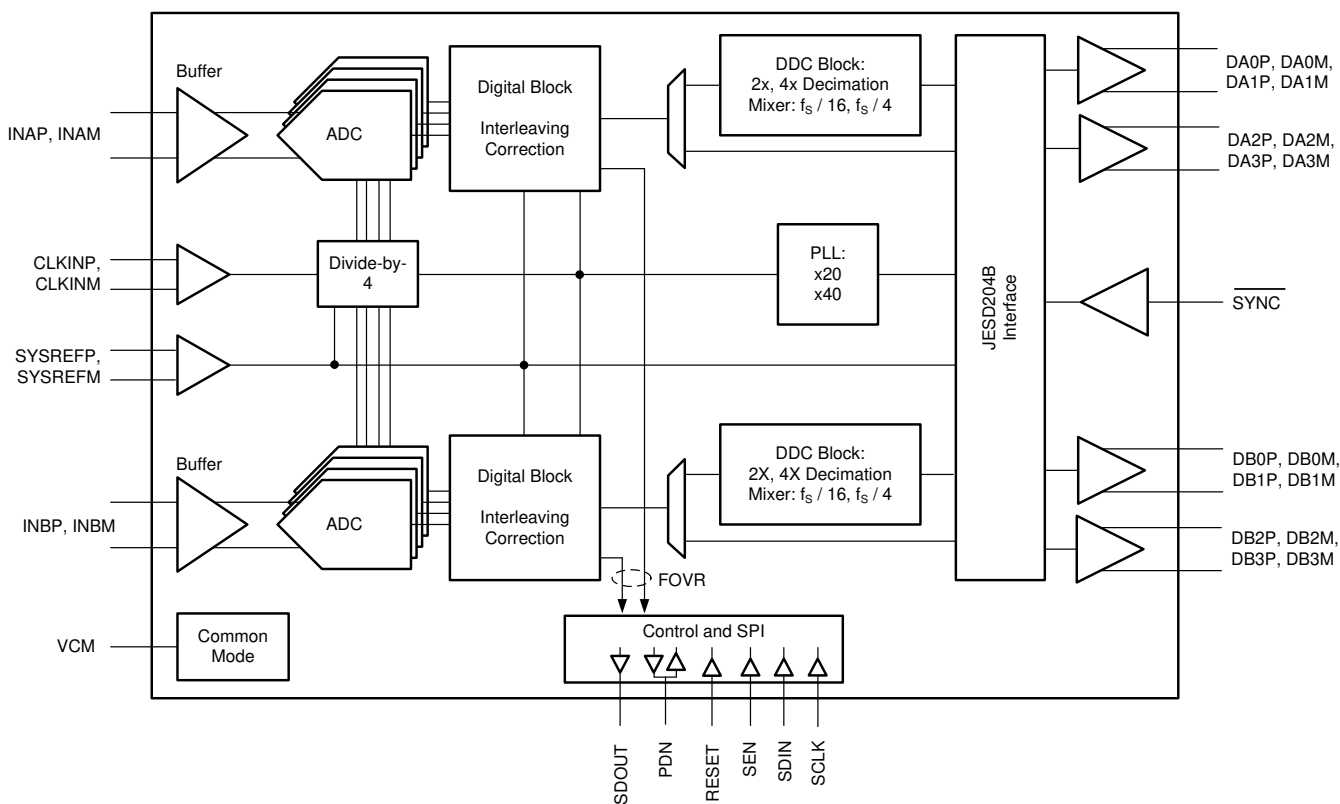 Buffer
INAP, INAM
ADC
Digital Block
Interleaving
Correction
DDC Block:
2x, 4x Decimation
Mixer: fS / 16, fS / 4
DA0P, DA0M,
DA1P, DA1M
DA2P, DA2M,
DA3P, DA3M
CLKINP,
CLKINM
Divide-by-
4
PLL:
x20
x40
JESD204B
Interface
SYNC
SYSREFP,
SYSREFM
Buffer
INBP, INBM
ADC
Digital Block
Interleaving
Correction
DDC Block:
2X, 4X Decimation
Mixer: fS / 16, fS / 4
DB0P, DB0M,
DB1P, DB1M
DB2P, DB2M,
DB3P, DB3M
FOVR
VCM
Common
Mode
Control and SPI
SDOUT
PDN
RESET
SEN
SDIN
SCLK